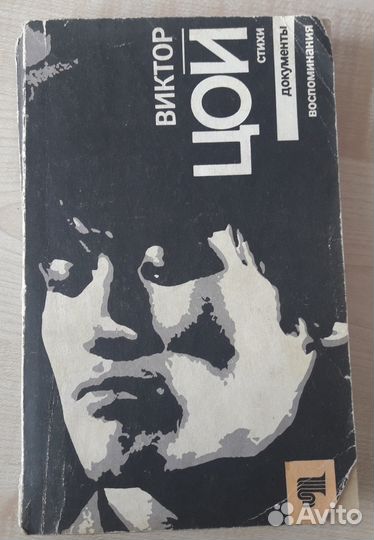 ВИКТОР
ЦОЙ
СТИХИ
документы
воспоминания
Avito